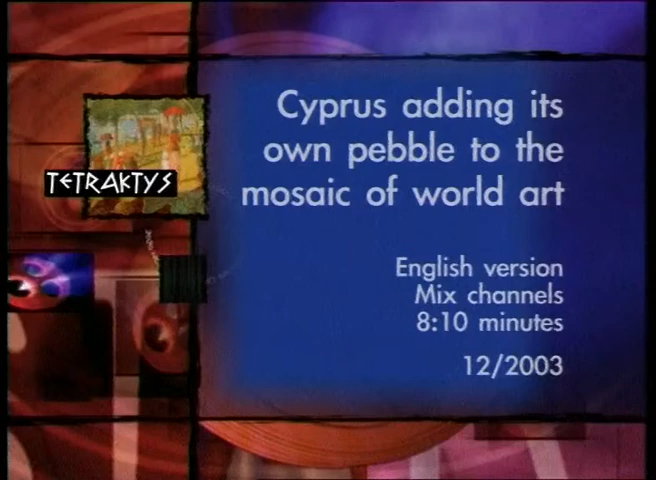 TETRAKTYS
Cyprus adding its
own pebble to the
mosaic of world art
English version
Mix channels
8:10 minutes
12/2003